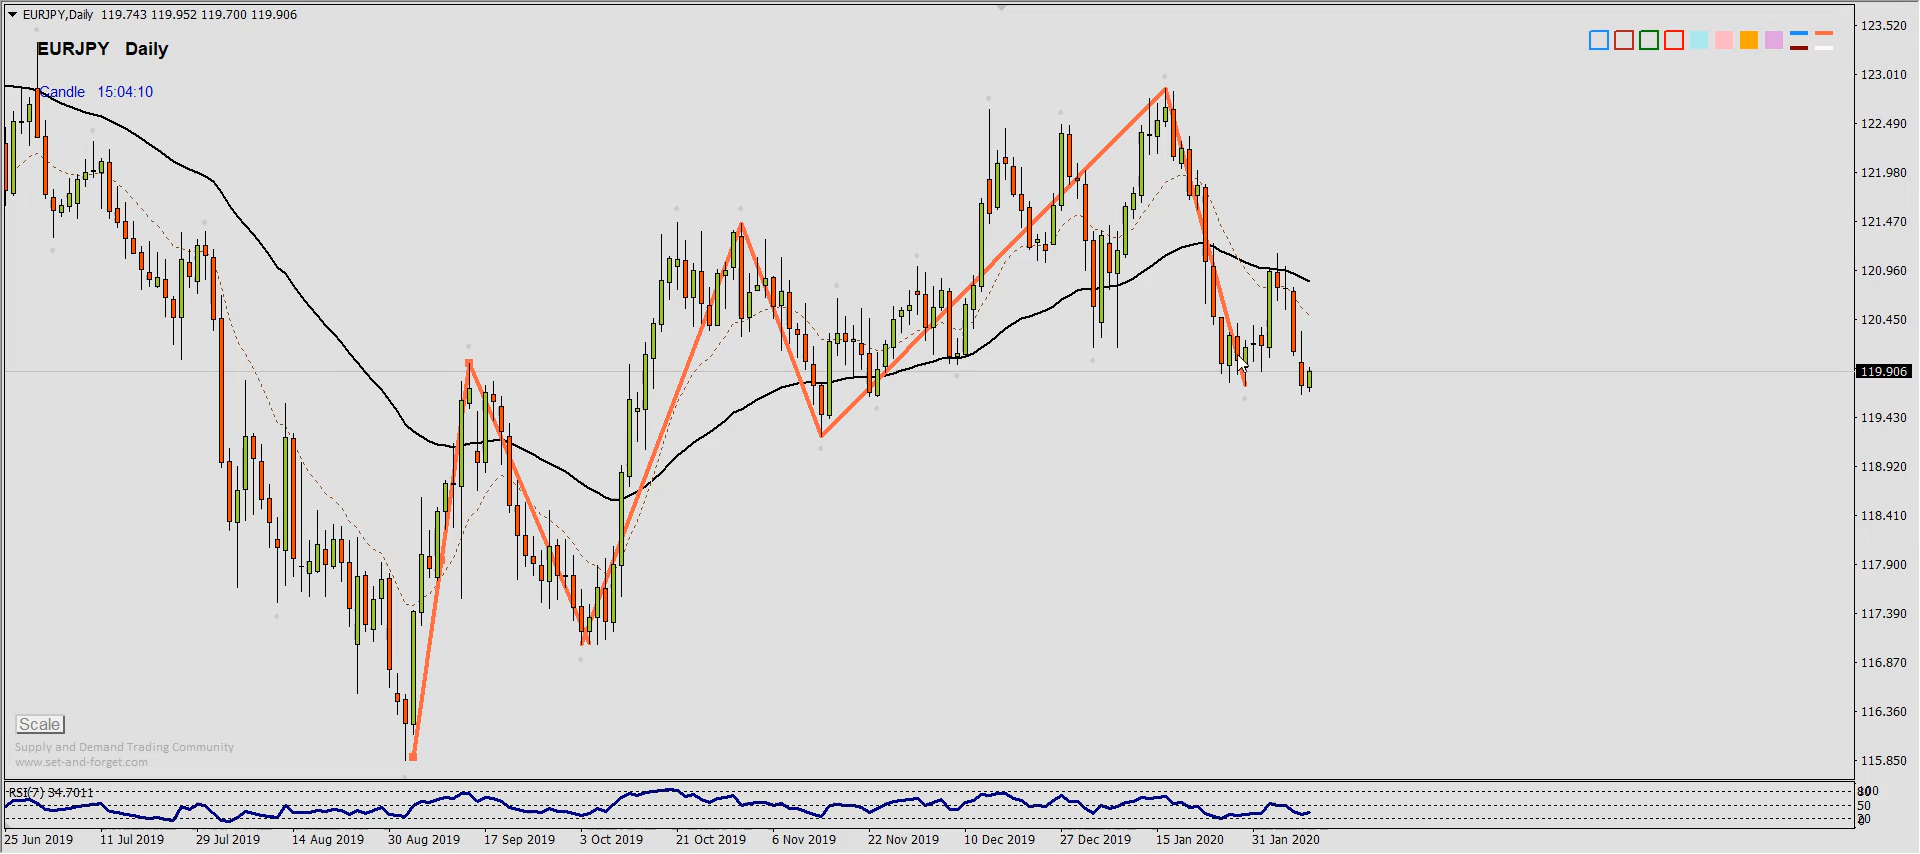 EURJPY,Daily 119.743 119.952 119.700 119.906
EURJPY Daily
Candle 15:04:10
123.520
123.010
122.490
121.980
121.470
120.960
120.450
119.906
119.430
118.920
118.410
117.900
117.390
116.870
116.360
115.850
Scale
Supply and Demand Trading Community
www.set-and-forget.com
RSI(7) 34.7011
100
80
50
20
0
25 Jun 2019 11 Jul 2019 29 Jul 2019 14 Aug 2019 30 Aug 2019 17 Sep 2019 3 Oct 2019 21 Oct 2019 6 Nov 2019 22 Nov 2019 10 Dec 2019 27 Dec 2019 15 Jan 2020 31 Jan 2020